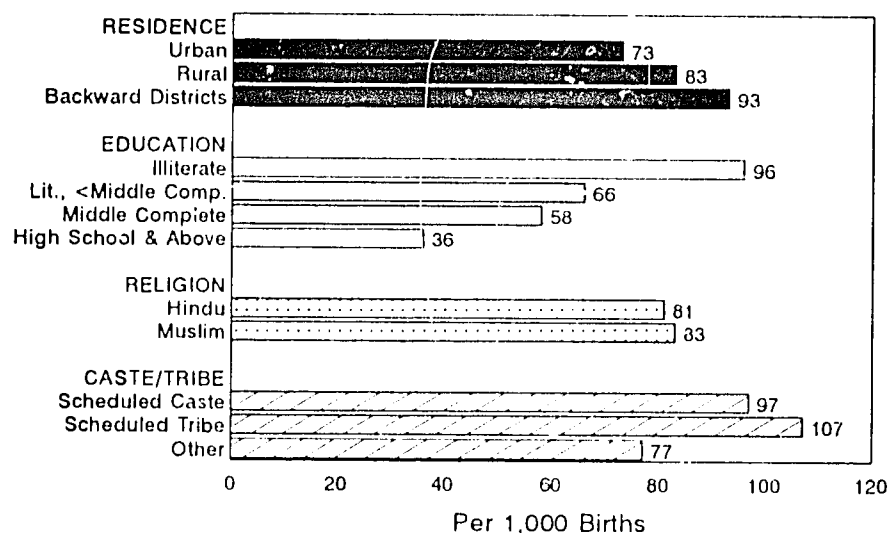 RESIDENCE
Urban 73
Rural 83
Backward Districts 93
EDUCATION
Illiterate 96
Lit., <Middle Comp. 66
Middle Complete 58
High School & Above 36
RELIGION
Hindu 81
Muslim 83
CASTE/TRIBE
Scheduled Caste 97
Scheduled Tribe 107
Other 77
0 20 40 60 80 100 120
Per 1,000 Births